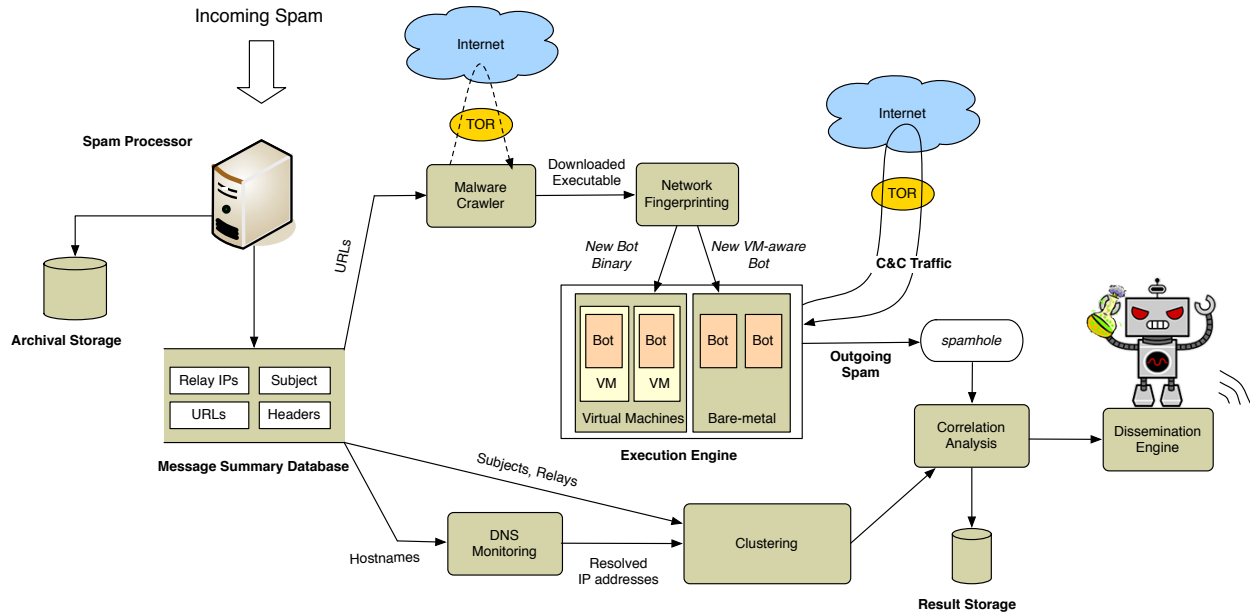 Incoming Spam
Spam Processor
Archival Storage
Relay IPs
Subject
URLs
Headers
Message Summary Database
URLs
Internet
TOR
Malware
Crawler
Downloaded
Executable
Network
Fingerprinting
New Bot
Binary
New VM-aware
Bot
Internet
TOR
C&C Traffic
Bot
Bot
Bot
Bot
VM
VM
Virtual Machines
Bare-metal
Execution Engine
Outgoing
Spam
spamhole
Correlation
Analysis
Dissemination
Engine
Subjects, Relays
Hostnames
DNS
Monitoring
Resolved
IP addresses
Clustering
Result Storage